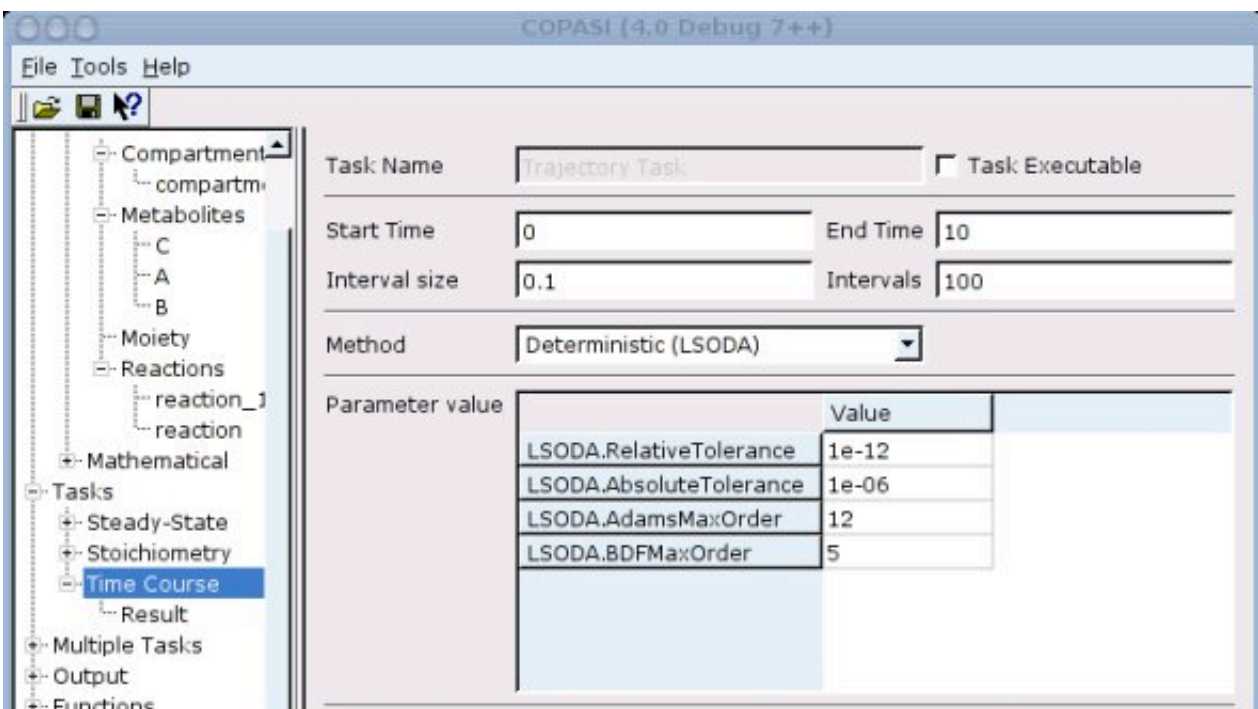 COPASI (4.0 Debug 7++)
File Tools Help
Compartment
compartm
Metabolites
C
A
B
Moiety
Reactions
reaction_1
reaction
Mathematical
Tasks
Steady-State
Stoichiometry
Time Course
Result
Multiple Tasks
Output
Functions
Task Name Trajectory Task Task Executable
Start Time 0 End Time 10
Interval size 0.1 Intervals 100
Method Deterministic (LSODA)
Parameter value Value
LSODA.RelativeTolerance 1e-12
LSODA.AbsoluteTolerance 1e-06
LSODA.AdamsMaxOrder 12
LSODA.BDFMaxOrder 5